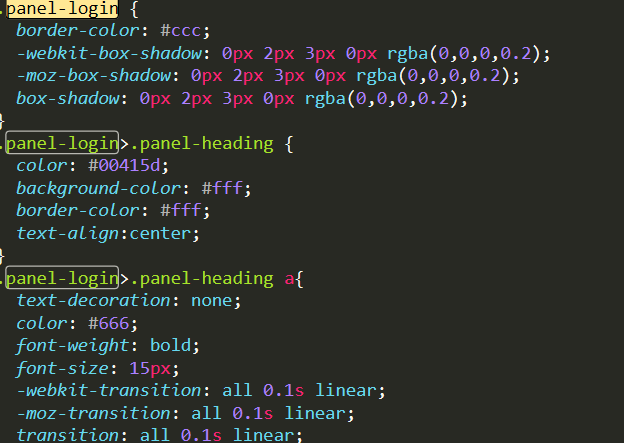 .panel-login {
border-color: #ccc;
-webkit-box-shadow: 0px 2px 3px 0px rgba(0,0,0,0.2);
-moz-box-shadow: 0px 2px 3px 0px rgba(0,0,0,0.2);
box-shadow: 0px 2px 3px 0px rgba(0,0,0,0.2);
}
.panel-login>.panel-heading {
color: #00415d;
background-color: #fff;
border-color: #fff;
text-align:center;
}
.panel-login>.panel-heading a{
text-decoration: none;
color: #666;
font-weight: bold;
font-size: 15px;
-webkit-transition: all 0.1s linear;
-moz-transition: all 0.1s linear;
transition: all 0.1s linear;